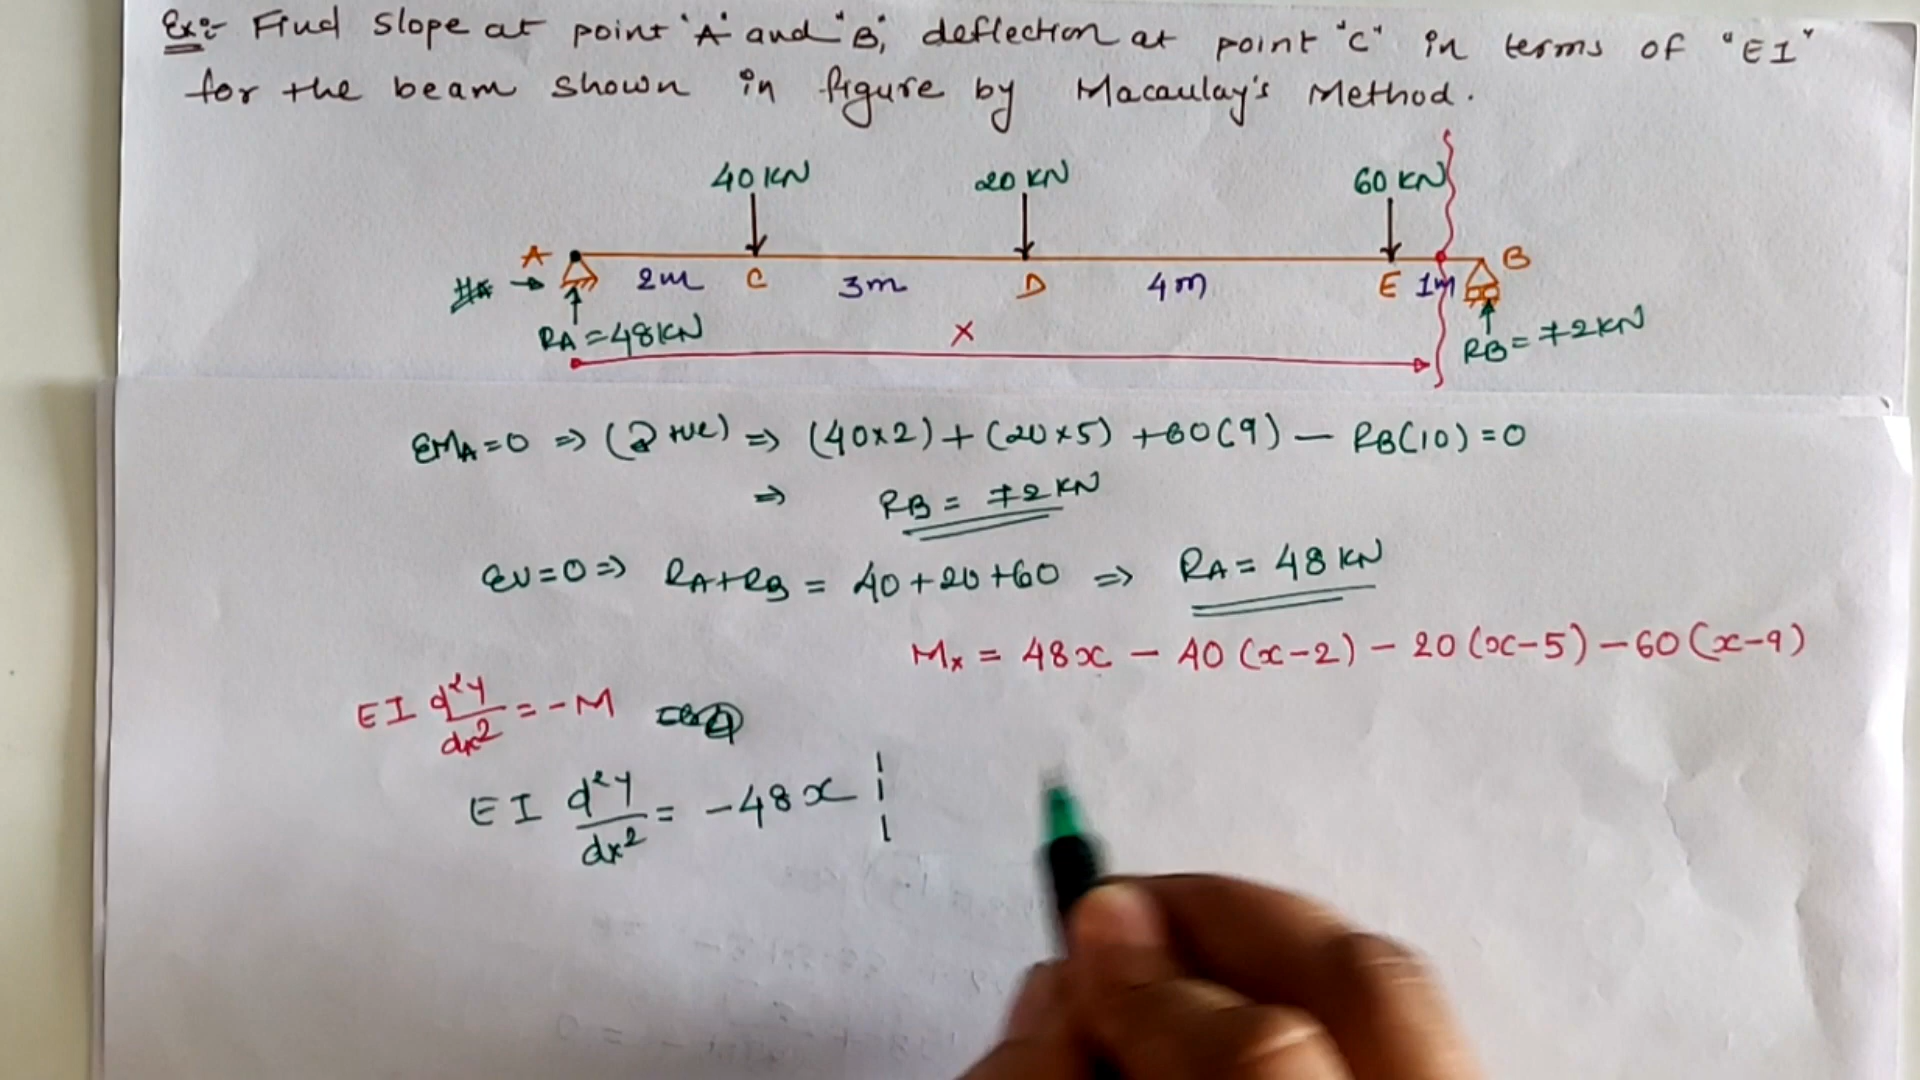 Ex:- Find slope at point "A" and "B", deflection at point "C" in terms of "EI"
for the beam shown in figure by Macaulay's Method.
40 KN 20 KN 60 KN
A B
2m C 3m D 4m E 1m
HA
RA = 48KN x RB = 72KN
ΣMA = 0 ⇒ (↻ +ve) ⇒ (40×2) + (20×5) + 60(9) − RB(10) = 0
⇒ RB = 72 KN
ΣV = 0 ⇒ RA + RB = 40 + 20 + 60 ⇒ RA = 48 KN
Mx = 48x − 40 (x−2) − 20 (x−5) − 60 (x−9)
EI d²y/dx² = −M
EI d²y/dx² = −48x